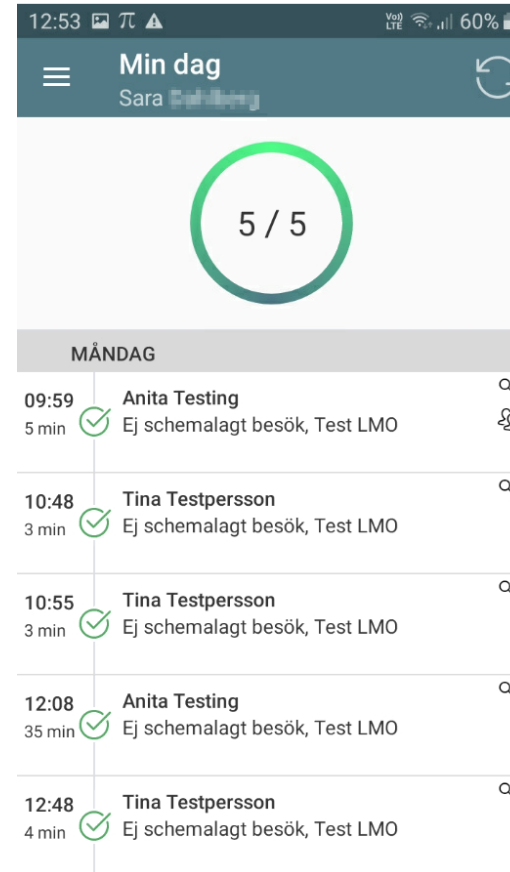 12:53 π Vo)) LTE 60%
Min dag
Sara
5 / 5
MÅNDAG
09:59 Anita Testing
5 min Ej schemalagt besök, Test LMO
10:48 Tina Testpersson
3 min Ej schemalagt besök, Test LMO
10:55 Tina Testpersson
3 min Ej schemalagt besök, Test LMO
12:08 Anita Testing
35 min Ej schemalagt besök, Test LMO
12:48 Tina Testpersson
4 min Ej schemalagt besök, Test LMO